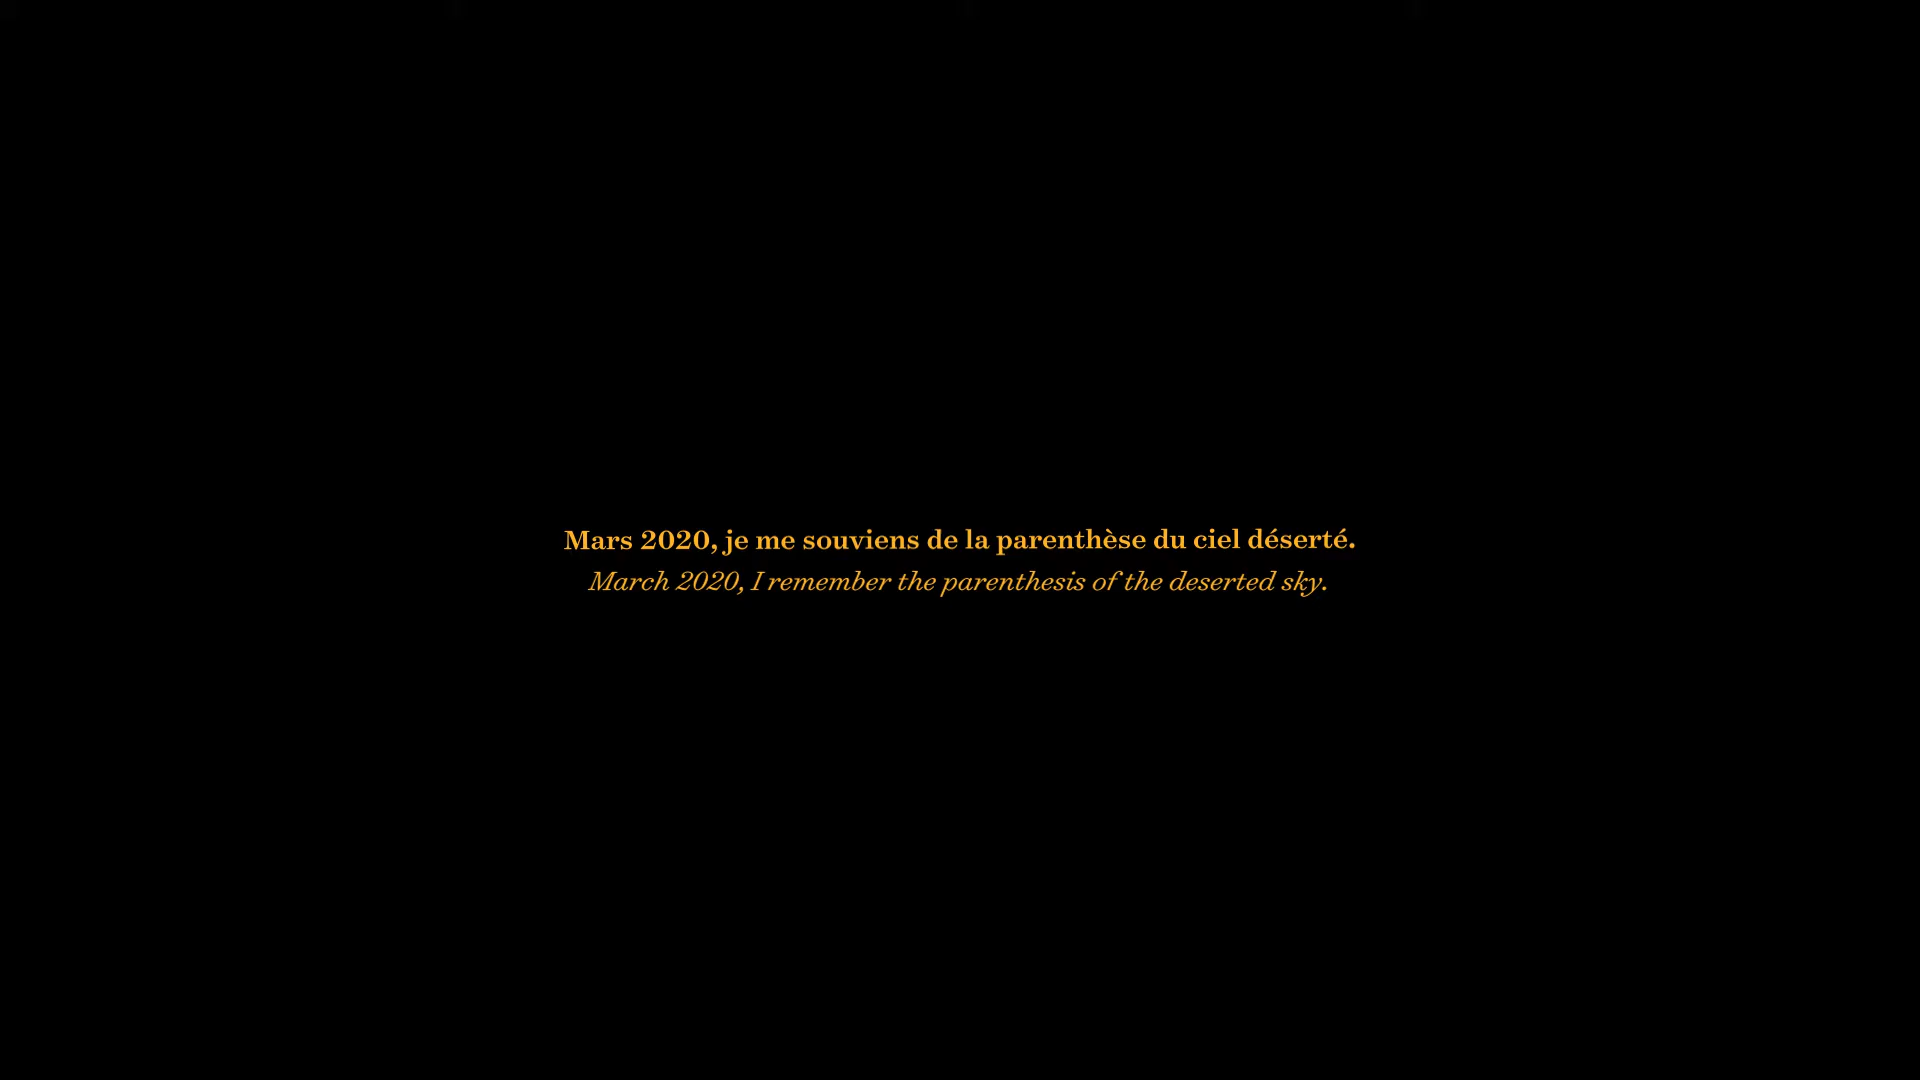 Mars 2020, je me souviens de la parenthèse du ciel déserté.
March 2020, I remember the parenthesis of the deserted sky.